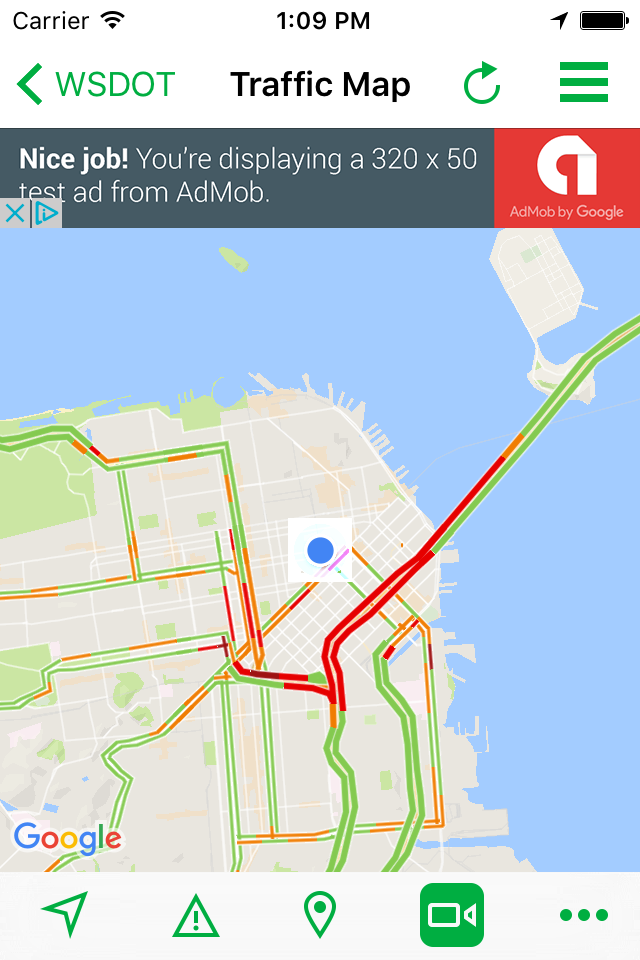 Carrier 1:09 PM
WSDOT Traffic Map
Nice job! You're displaying a 320 x 50
test ad from AdMob.
AdMob by Google
Google